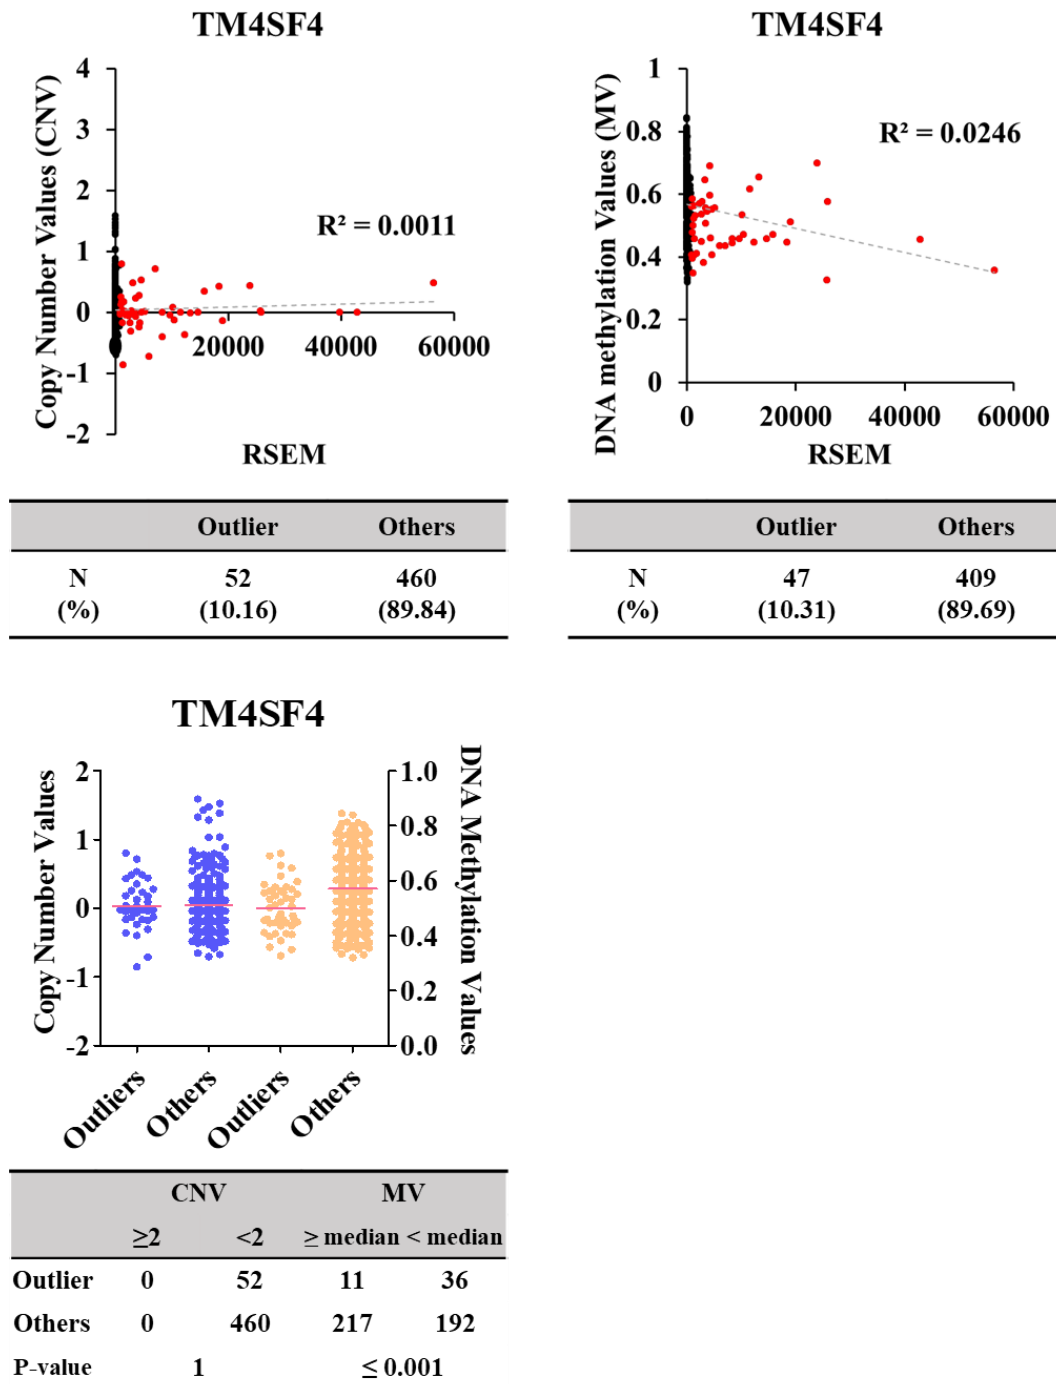 TM4SF4
Copy Number Values (CNV)
4
3
2
1
0
-1
-2
R² = 0.0011
20000 40000 60000
RSEM
Outlier Others
N 52 460
(%) (10.16) (89.84)
TM4SF4
DNA methylation Values (MV)
1
0.8
0.6
0.4
0.2
0
R² = 0.0246
0 20000 40000 60000
RSEM
Outlier Others
N 47 409
(%) (10.31) (89.69)
TM4SF4
Copy Number Values
2
1
0
-1
-2
1.0
0.8
0.6
0.4
0.2
0.0
DNA Methylation Values
Outliers Others Outliers Others
CNV MV
≥2 <2 ≥ median < median
Outlier 0 52 11 36
Others 0 460 217 192
P-value 1 ≤ 0.001